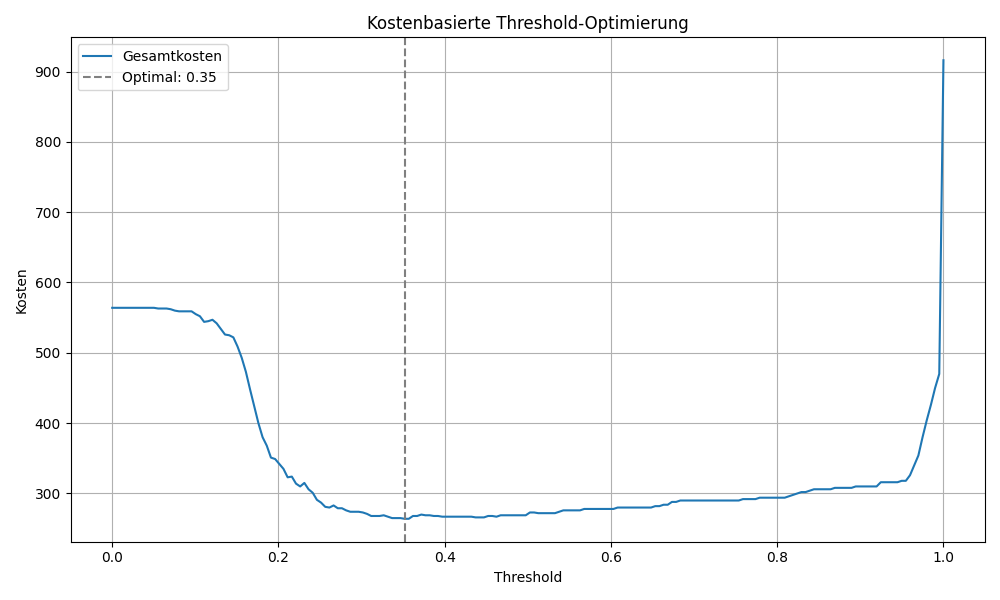 Kostenbasierte Threshold-Optimierung
Gesamtkosten
Optimal: 0.35
Kosten
900
800
700
600
500
400
300
0.0 0.2 0.4 0.6 0.8 1.0
Threshold